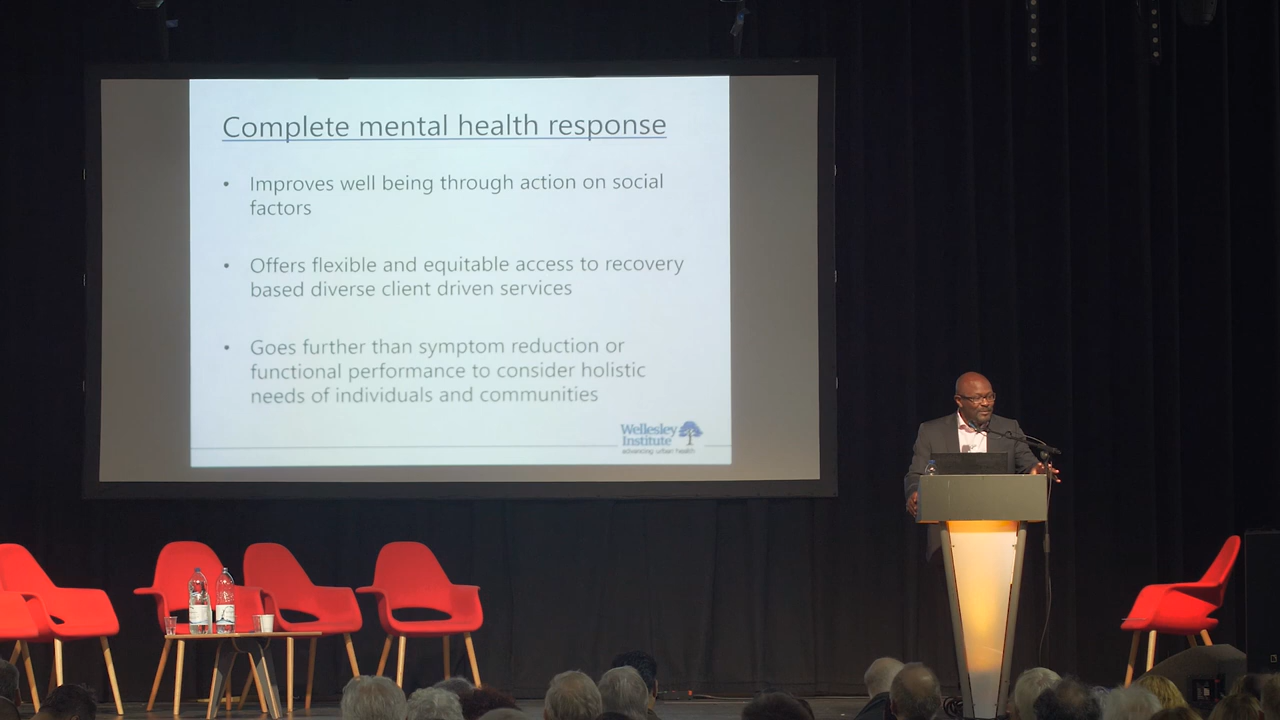 Complete mental health response
• Improves well being through action on social
factors
• Offers flexible and equitable access to recovery
based diverse client driven services
• Goes further than symptom reduction or
functional performance to consider holistic
needs of individuals and communities
Wellesley
Institute
advancing urban health